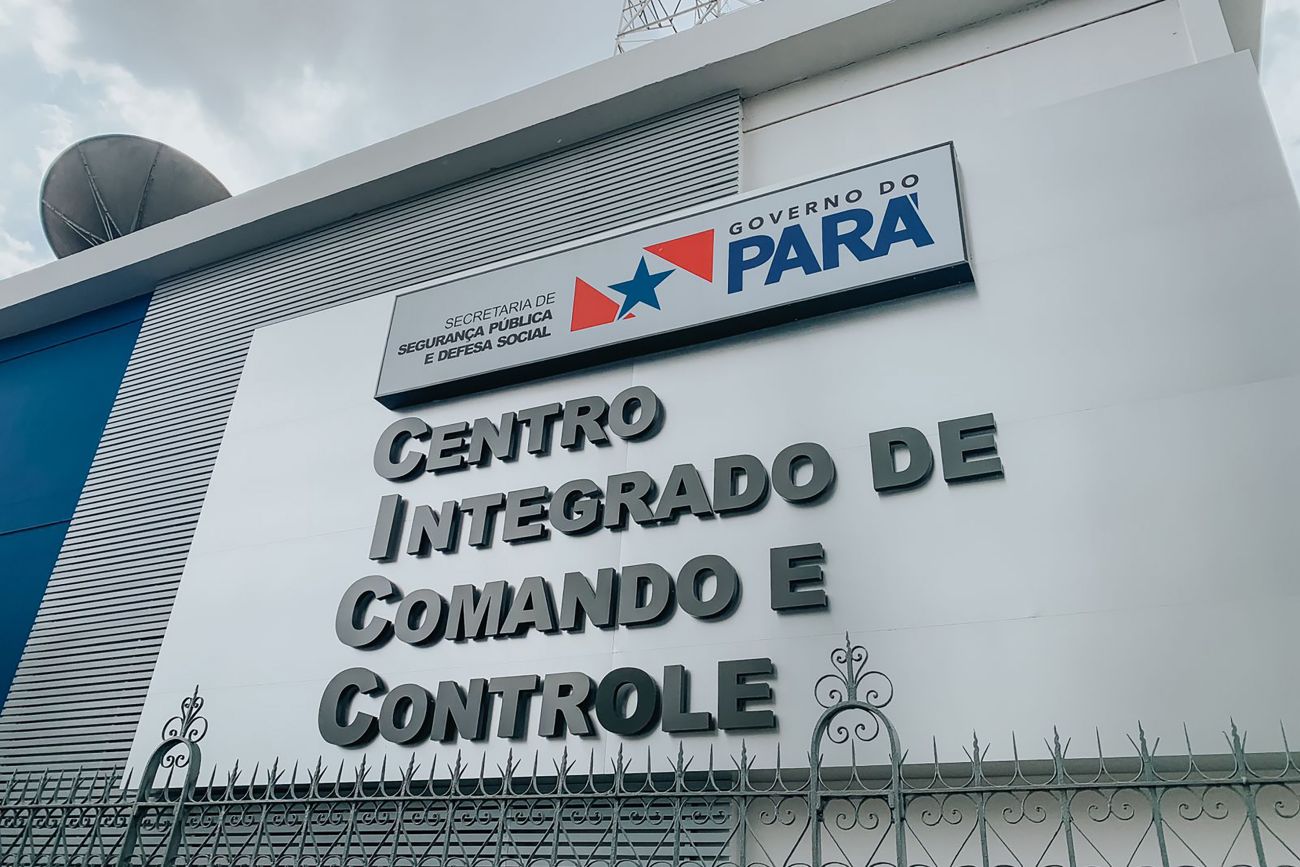 SECRETARIA DE
SEGURANÇA PÚBLICA
E DEFESA SOCIAL
GOVERNO DO
PARÁ
CENTRO
INTEGRADO DE
COMANDO E
CONTROLE